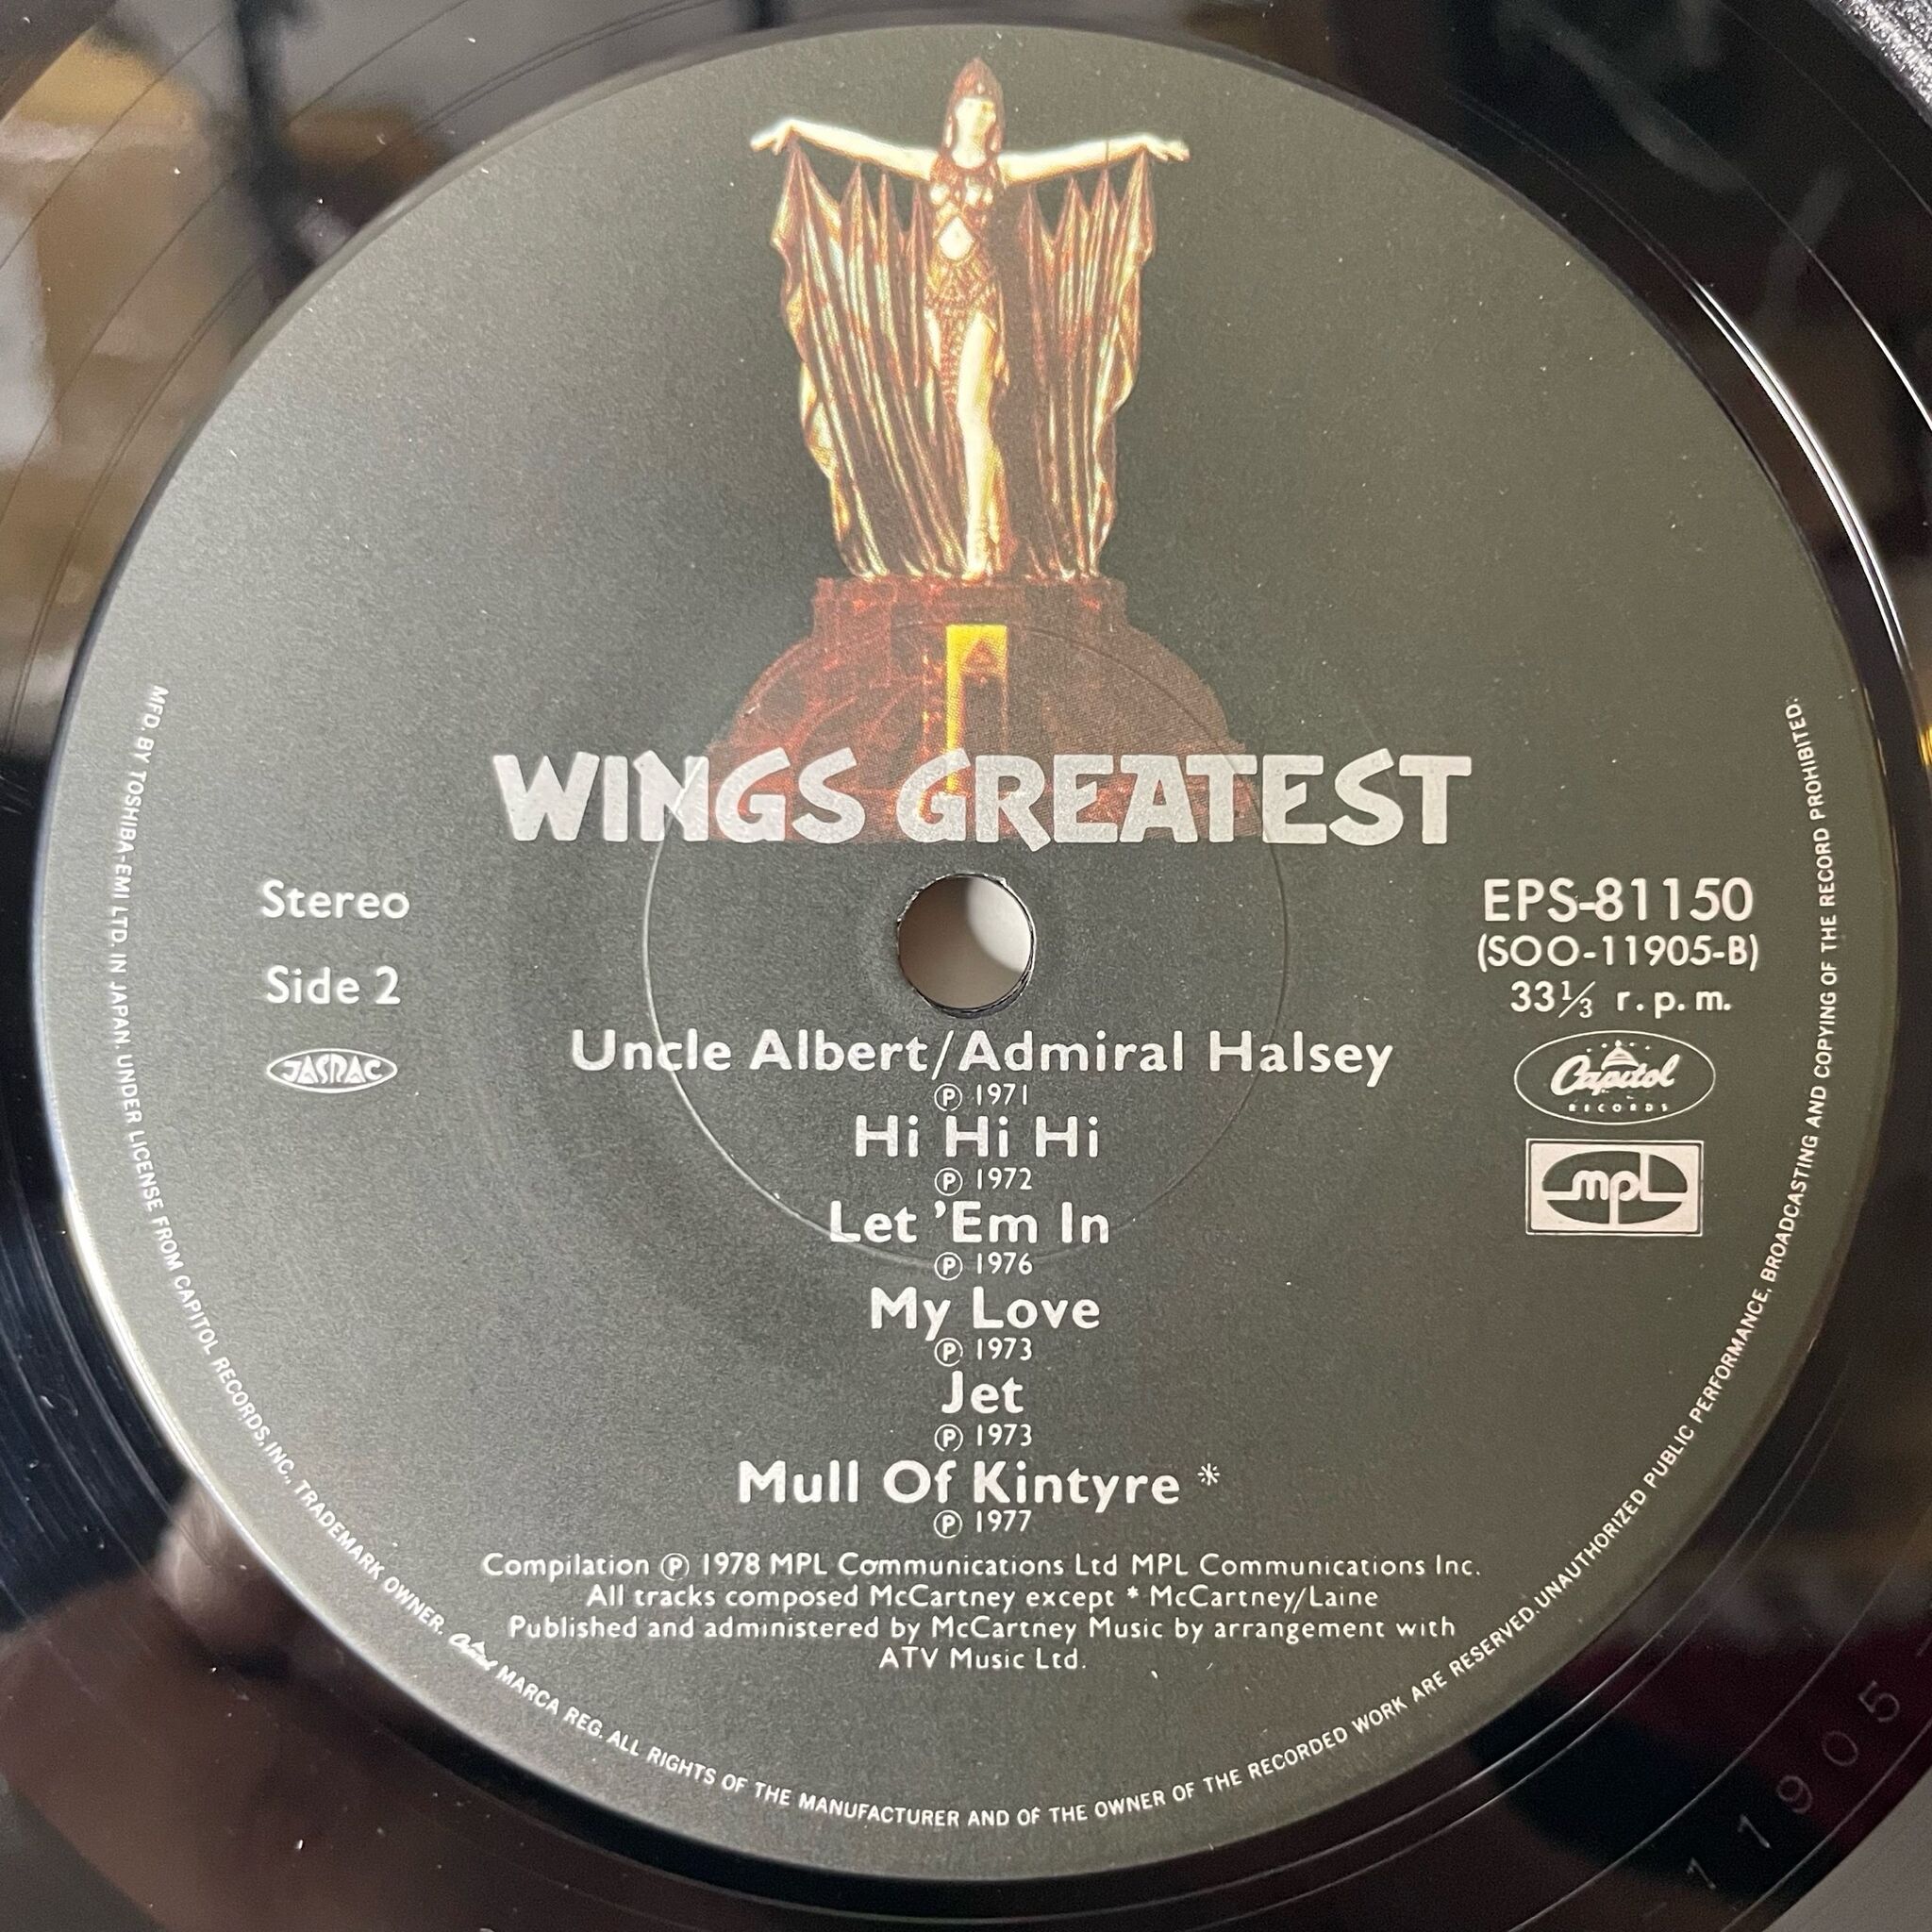 WINGS GREATEST
Stereo
Side 2
JASRAC
EPS-81150
(SOO-11905-B)
33⅓ r.p.m.
Capitol
RECORDS
mpl
Uncle Albert/Admiral Halsey
Ⓟ 1971
Hi Hi Hi
Ⓟ 1972
Let 'Em In
Ⓟ 1976
My Love
Ⓟ 1973
Jet
Ⓟ 1973
Mull Of Kintyre *
Ⓟ 1977
Compilation Ⓟ 1978 MPL Communications Ltd MPL Communications Inc.
All tracks composed McCartney except * McCartney/Laine
Published and administered by McCartney Music by arrangement with
ATV Music Ltd.
MFD. BY TOSHIBA-EMI LTD. IN JAPAN. UNDER LICENSE FROM CAPITOL RECORDS, INC., TRADEMARK OWNER. Capitol MARCA REG. ALL RIGHTS OF THE MANUFACTURER AND OF THE OWNER OF THE RECORDED WORK ARE RESERVED. UNAUTHORIZED PUBLIC PERFORMANCE, BROADCASTING AND COPYING OF THE RECORD PROHIBITED.
11905